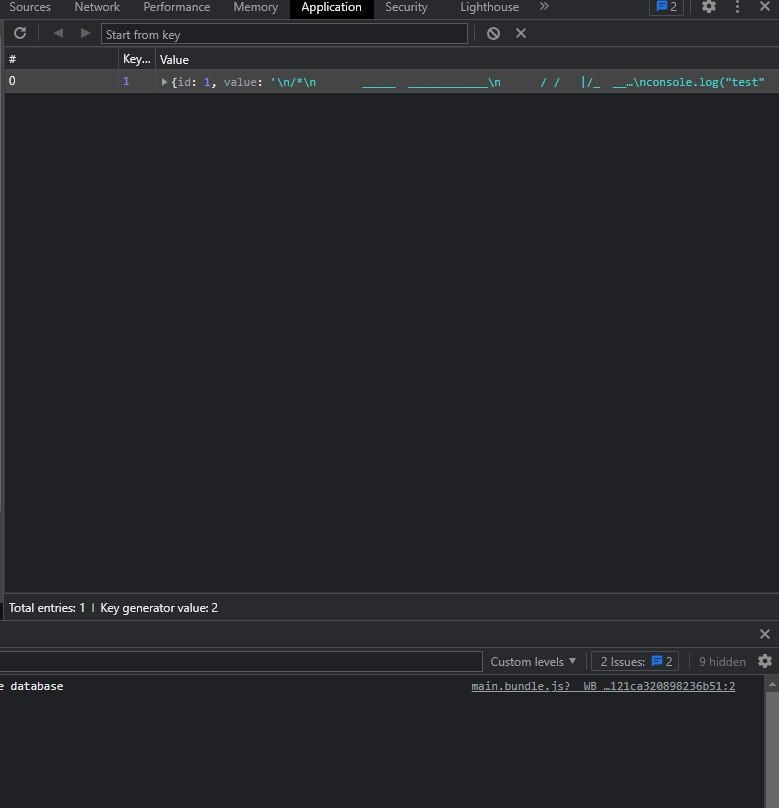 Sources Network Performance Memory Application Security Lighthouse » 2
Start from key
# Key... Value
0 1 {id: 1, value: '\n/*\n _____ ____________\n / / |/_ __…\nconsole.log("test"
Total entries: 1 Key generator value: 2
Custom levels ▼ 2 Issues: 2 9 hidden
e database main.bundle.js?__WB_…121ca320898236b51:2